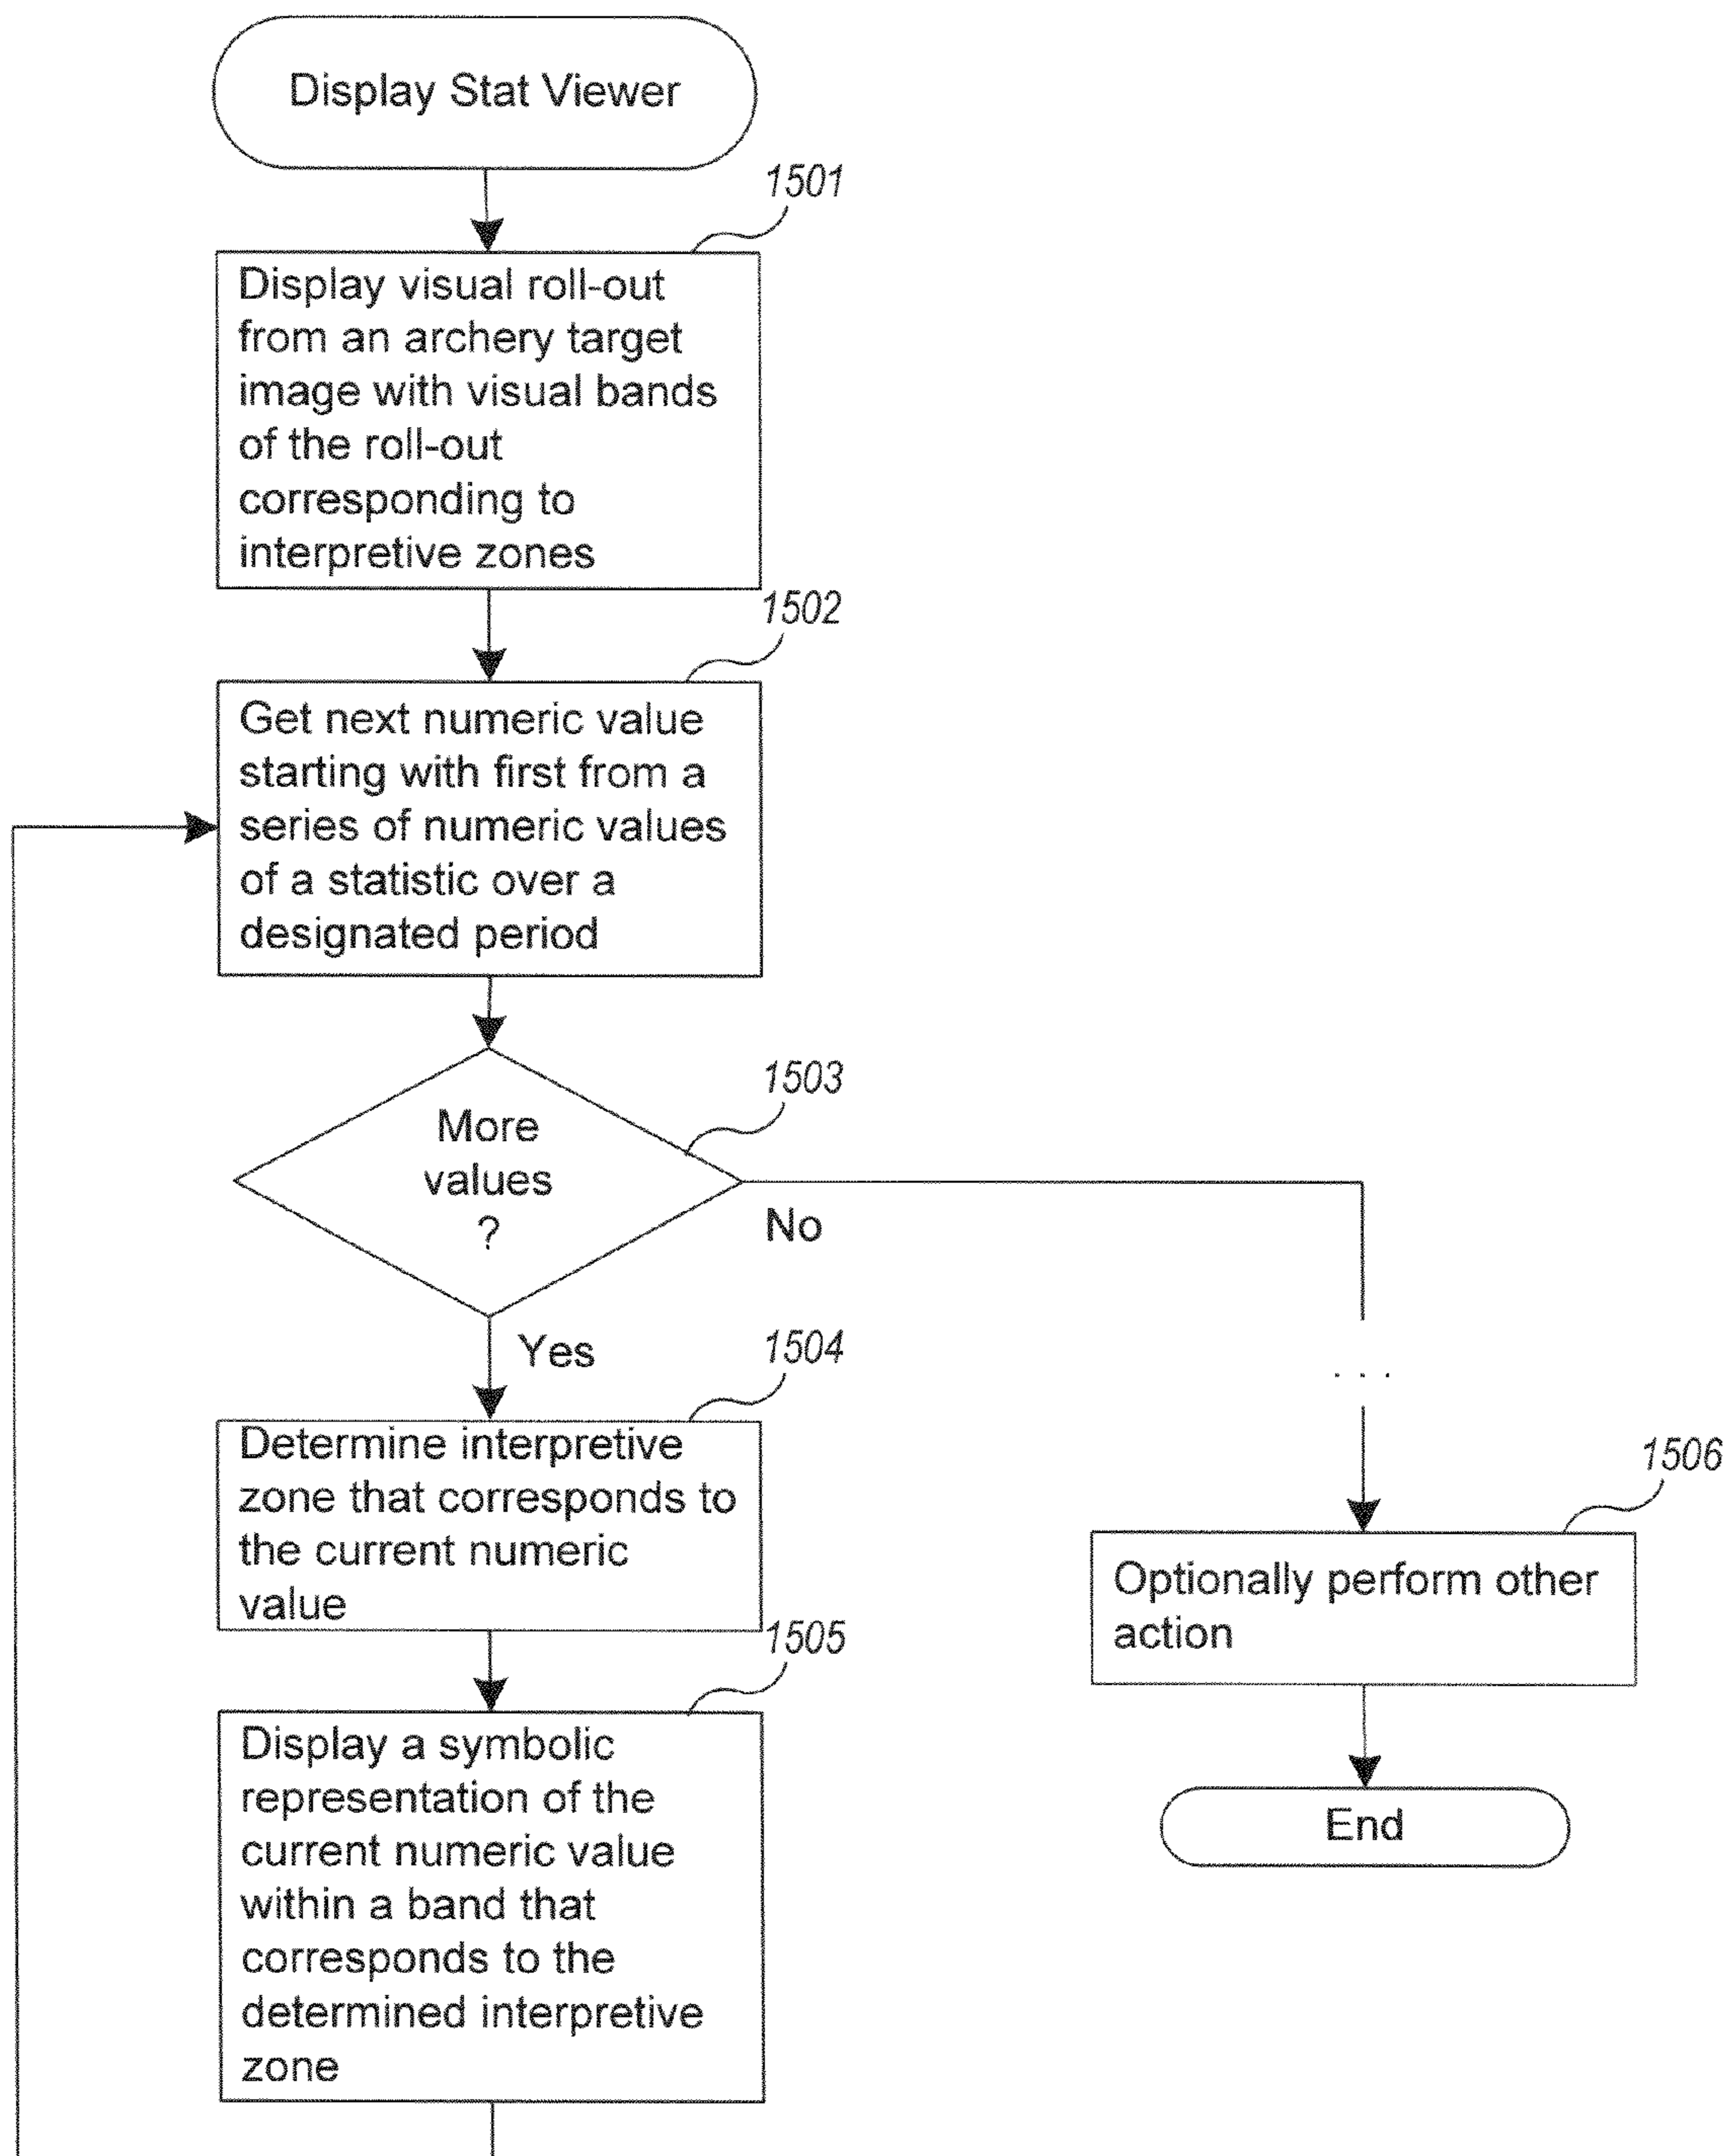 Display Stat Viewer
1501
Display visual roll-out
from an archery target
image with visual bands
of the roll-out
corresponding to
interpretive zones
1502
Get next numeric value
starting with first from a
series of numeric values
of a statistic over a
designated period
1503
More
values
?
No
Yes
1504
Determine interpretive
zone that corresponds to
the current numeric
value
. . .
1506
Optionally perform other
action
1505
Display a symbolic
representation of the
current numeric value
within a band that
corresponds to the
determined interpretive
zone
End